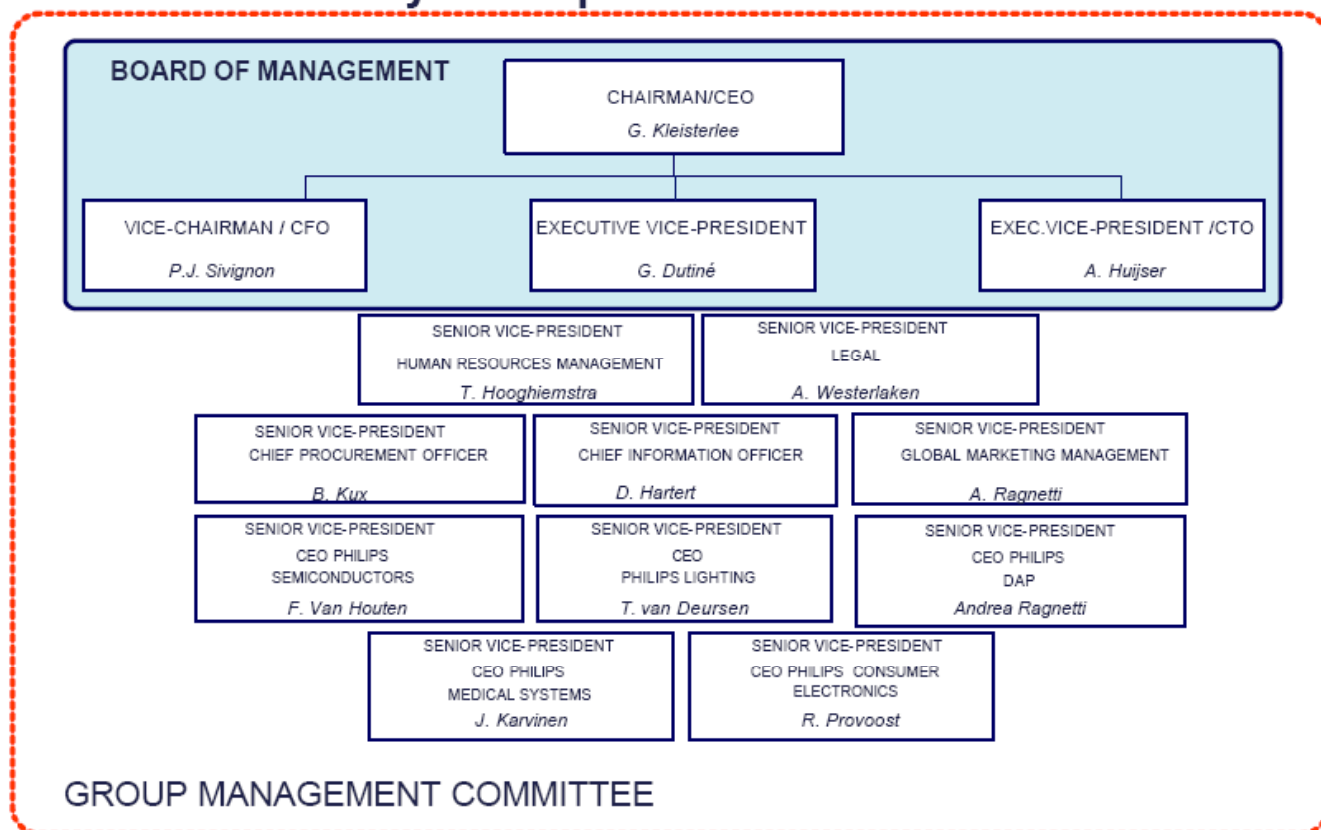 BOARD OF MANAGEMENT
CHAIRMAN/CEO
G. Kleisterlee
VICE-CHAIRMAN / CFO
P.J. Sivignon
EXECUTIVE VICE-PRESIDENT
G. Dutiné
EXEC.VICE-PRESIDENT /CTO
A. Huijser
SENIOR VICE-PRESIDENT
HUMAN RESOURCES MANAGEMENT
T. Hooghiemstra
SENIOR VICE-PRESIDENT
LEGAL
A. Westerlaken
SENIOR VICE-PRESIDENT
CHIEF PROCUREMENT OFFICER
B. Kux
SENIOR VICE-PRESIDENT
CHIEF INFORMATION OFFICER
D. Hartert
SENIOR VICE-PRESIDENT
GLOBAL MARKETING MANAGEMENT
A. Ragnetti
SENIOR VICE-PRESIDENT
CEO PHILIPS
SEMICONDUCTORS
F. Van Houten
SENIOR VICE-PRESIDENT
CEO
PHILIPS LIGHTING
T. van Deursen
SENIOR VICE-PRESIDENT
CEO PHILIPS
DAP
Andrea Ragnetti
SENIOR VICE-PRESIDENT
CEO PHILIPS
MEDICAL SYSTEMS
J. Karvinen
SENIOR VICE-PRESIDENT
CEO PHILIPS CONSUMER
ELECTRONICS
R. Provoost
GROUP MANAGEMENT COMMITTEE